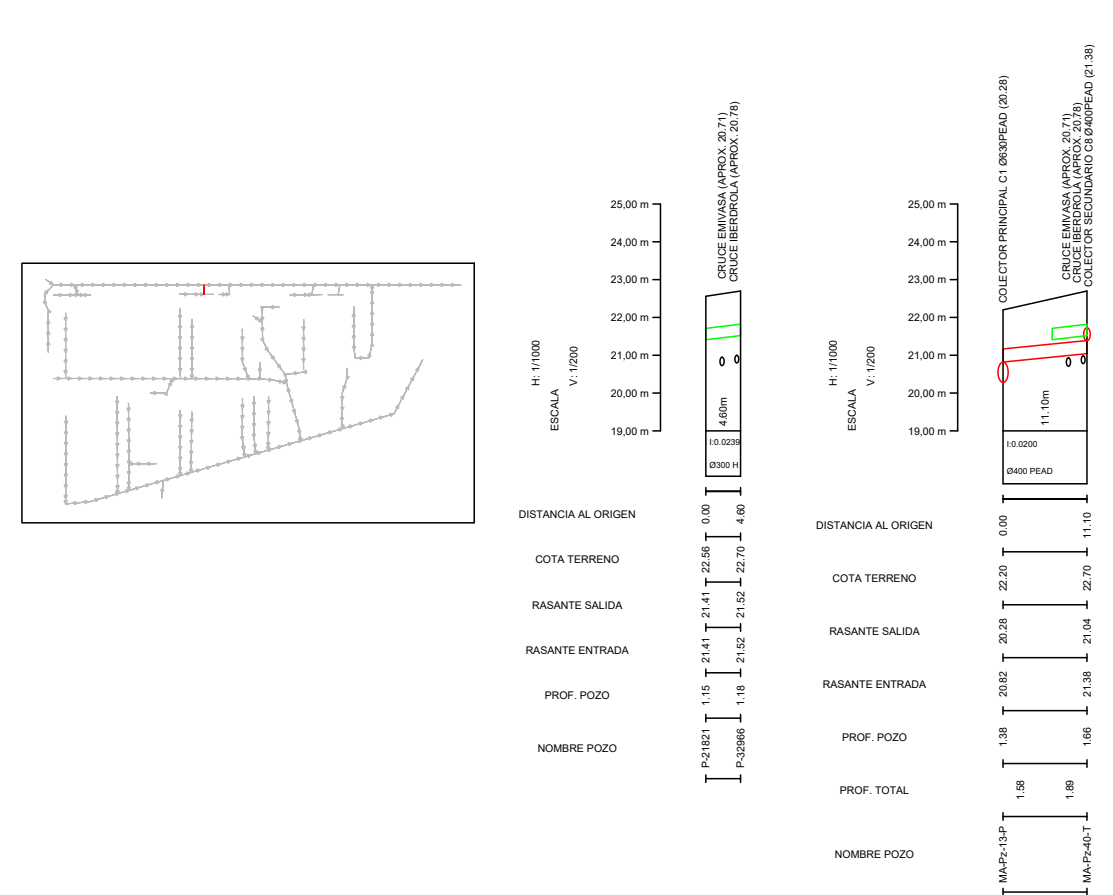 CRUCE EMIVASA (APROX. 20.71)
CRUCE IBERDROLA (APROX. 20.78)
25,00 m
24,00 m
23,00 m
22,00 m
21,00 m
20,00 m
19,00 m
H: 1/1000
V: 1/200
ESCALA
4.60m
I:0.0239
Ø300 H
DISTANCIA AL ORIGEN
0.00
4.60
COTA TERRENO
22.56
22.70
RASANTE SALIDA
21.41
21.52
RASANTE ENTRADA
21.41
21.52
PROF. POZO
1.15
1.18
NOMBRE POZO
P-21821
P-32966
COLECTOR PRINCIPAL C1 Ø630PEAD (20.28)
CRUCE EMIVASA (APROX. 20.71)
CRUCE IBERDROLA (APROX. 20.78)
COLECTOR SECUNDARIO C8 Ø400PEAD (21.38)
25,00 m
24,00 m
23,00 m
22,00 m
21,00 m
20,00 m
19,00 m
H: 1/1000
V: 1/200
ESCALA
11.10m
I:0.0200
Ø400 PEAD
DISTANCIA AL ORIGEN
0.00
11.10
COTA TERRENO
22.20
22.70
RASANTE SALIDA
20.28
21.04
RASANTE ENTRADA
20.82
21.38
PROF. POZO
1.38
1.66
PROF. TOTAL
1.58
1.89
NOMBRE POZO
MA-Pz-13-P
MA-Pz-40-T